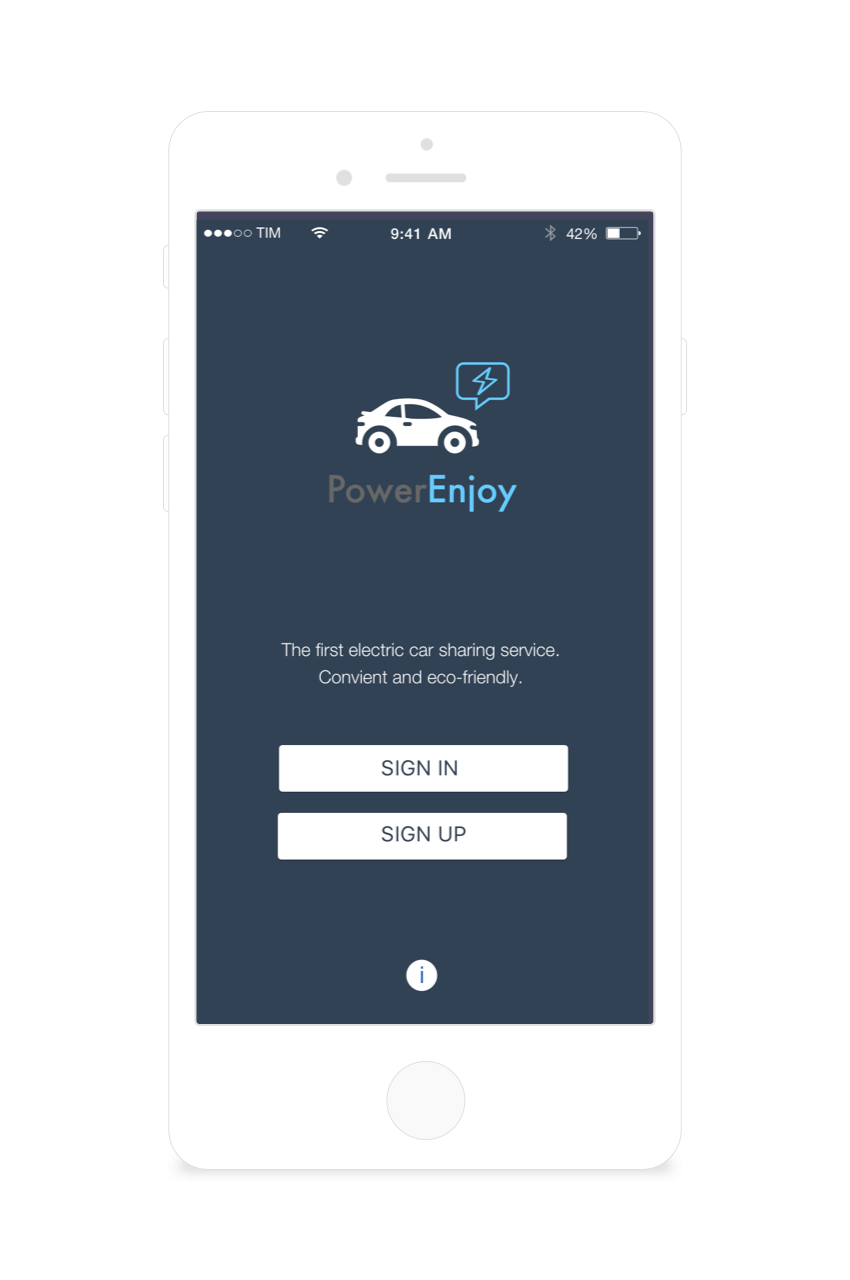 TIM 9:41 AM 42%
PowerEnjoy
The first electric car sharing service.
Convient and eco-friendly.
SIGN IN
SIGN UP
i